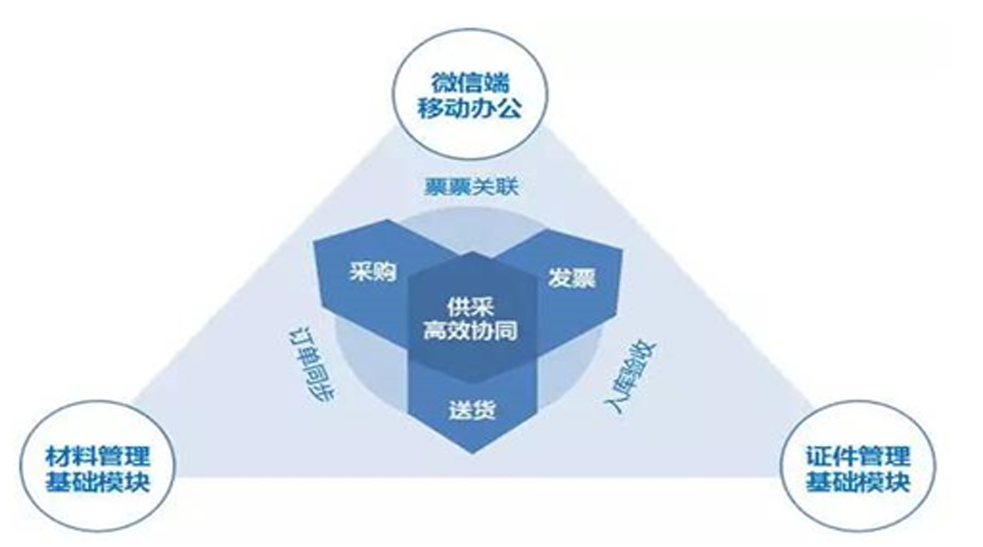 微信端
移动办公
票票关联
采购
发票
供采
高效协同
订单同步
入库验收
送货
材料管理
基础模块
证件管理
基础模块